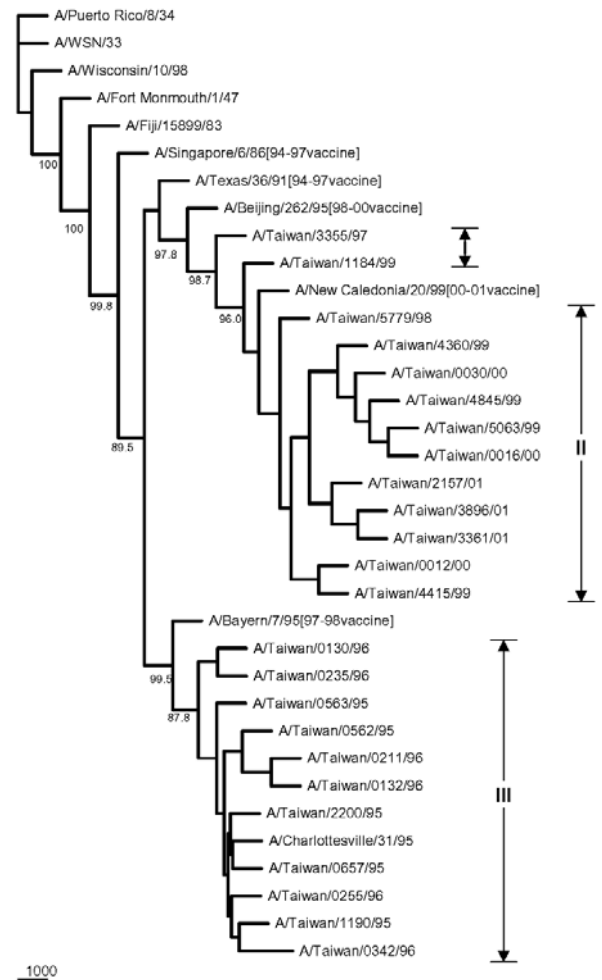 A/Puerto Rico/8/34
A/WSN/33
A/Wisconsin/10/98
A/Fort Monmouth/1/47
A/Fiji/15899/83
100
A/Singapore/6/86[94-97vaccine]
A/Texas/36/91[94-97vaccine]
A/Beijing/262/95[98-00vaccine]
100
A/Taiwan/3355/97
97.8
A/Taiwan/1184/99
98.7
A/New Caledonia/20/99[00-01vaccine]
99.8
A/Taiwan/5779/98
96.0
A/Taiwan/4360/99
A/Taiwan/0030/00
A/Taiwan/4845/99
A/Taiwan/5063/99
89.5
II
A/Taiwan/0016/00
A/Taiwan/2157/01
A/Taiwan/3896/01
A/Taiwan/3361/01
A/Taiwan/0012/00
A/Taiwan/4415/99
A/Bayern/7/95[97-98vaccine]
A/Taiwan/0130/96
99.5
A/Taiwan/0235/96
A/Taiwan/0563/95
87.8
A/Taiwan/0562/95
A/Taiwan/0211/96
A/Taiwan/0132/96
III
A/Taiwan/2200/95
A/Charlottesville/31/95
A/Taiwan/0657/95
A/Taiwan/0255/96
A/Taiwan/1190/95
A/Taiwan/0342/96
1000